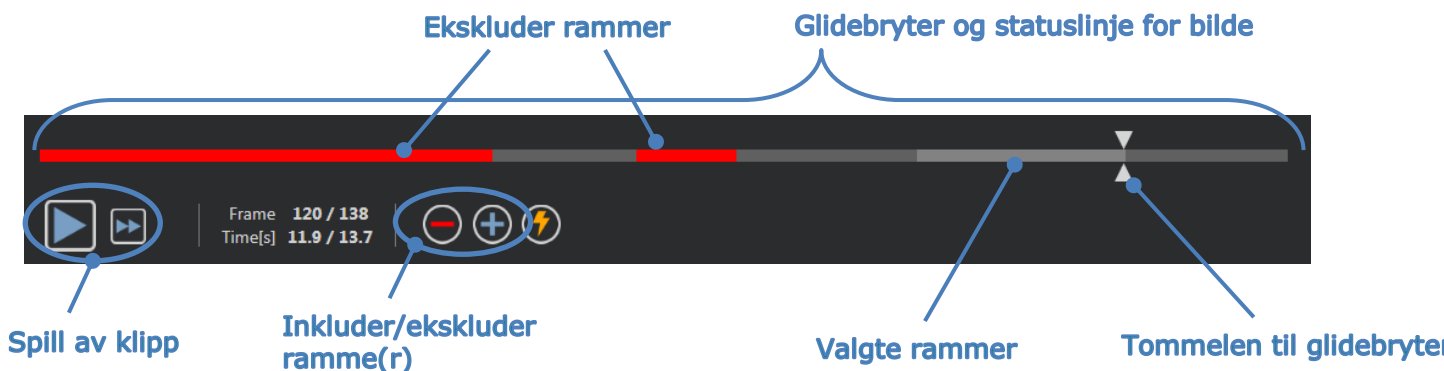 Ekskluder rammer
Glidebryter og statuslinje for bilde
Frame 120 / 138
Time[s] 11.9 / 13.7
Spill av klipp
Inkluder/ekskluder
ramme(r)
Valgte rammer
Tommelen til glidebryter